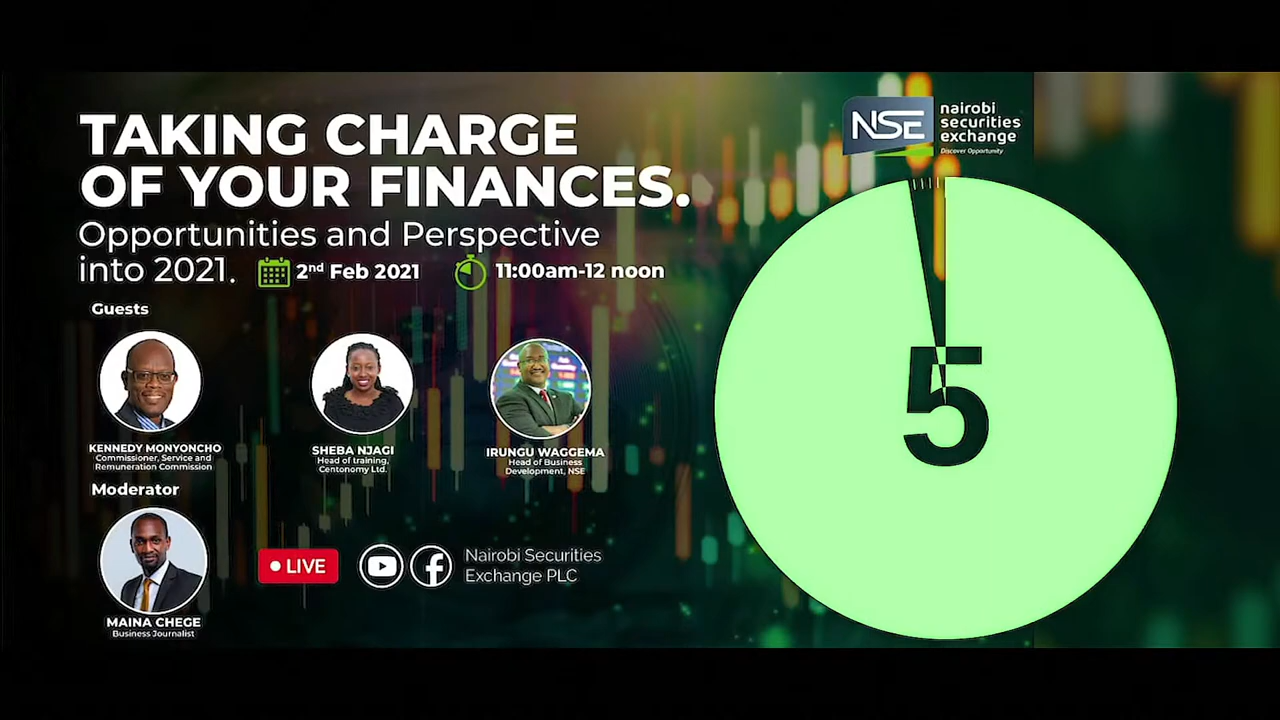 TAKING CHARGE
OF YOUR FINANCES.
Opportunities and Perspective
into 2021.
2nd Feb 2021
11:00am-12 noon
NSE
nairobi
securities
exchange
Discover Opportunity
Guests
KENNEDY MONYONCHO
Commissioner, Service and
Remuneration Commission
SHEBA NJAGI
Head of training,
Centonomy Ltd.
IRUNGU WAGGEMA
Head of Business
Development, NSE
Moderator
MAINA CHEGE
Business Journalist
LIVE
Nairobi Securities
Exchange PLC
5